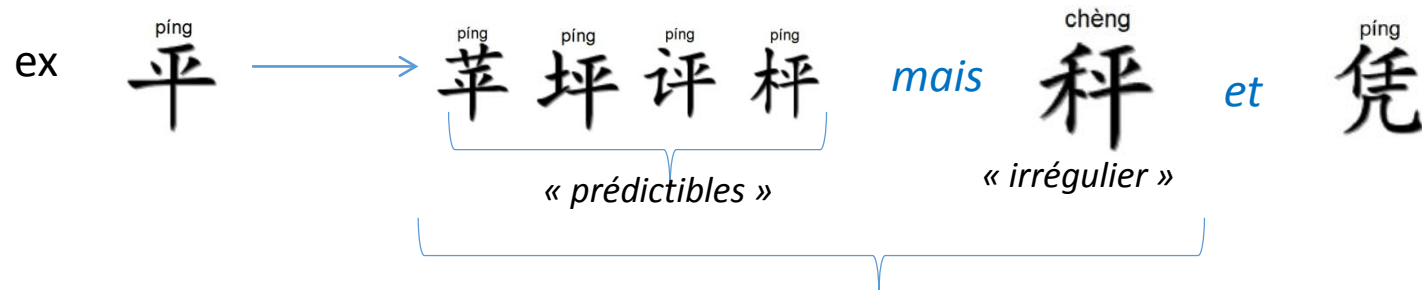 píng píng píng píng píng chèng píng
ex 平 苹 坪 评 枰 mais 秤 et 凭
« prédictibles » « irrégulier »